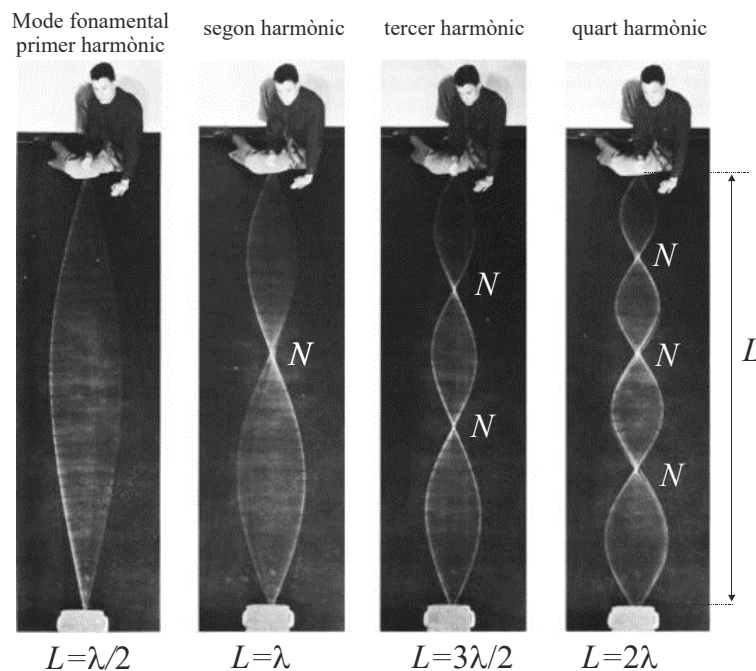 Mode fonamental
primer harmònic
segon harmònic
tercer harmònic
quart harmònic
N
N
N
N
N
N
L
L=λ/2
L=λ
L=3λ/2
L=2λ